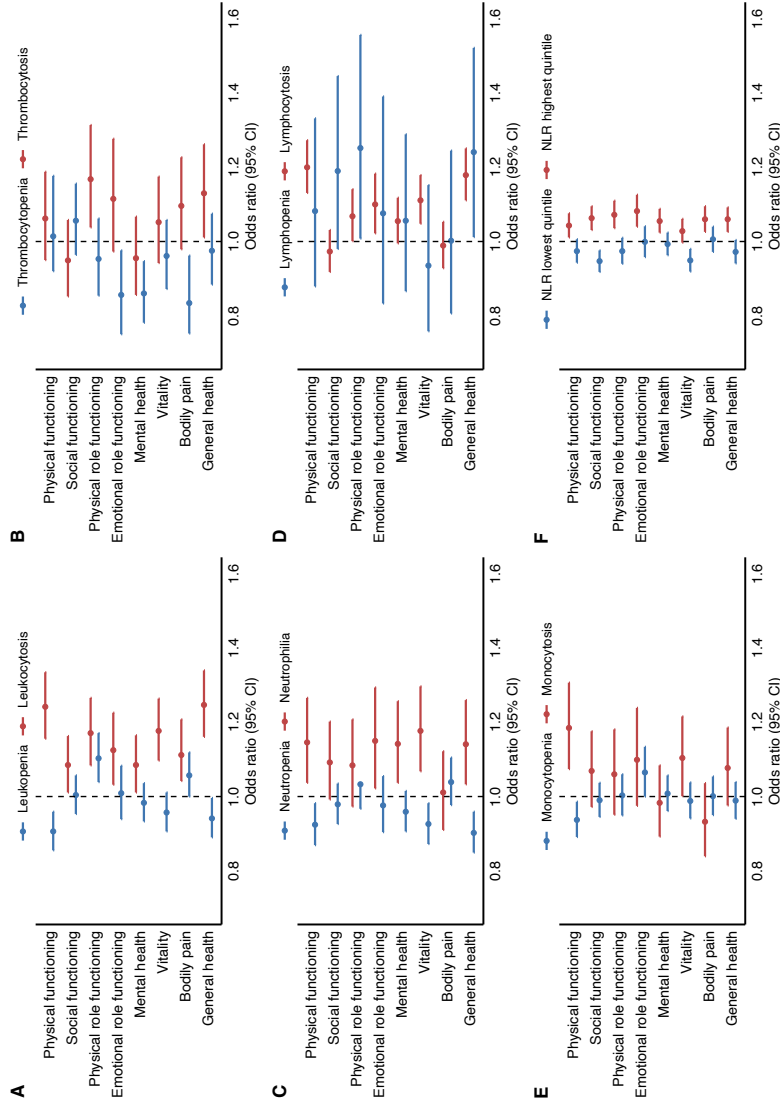 A
Leukopenia Leukocytosis
Physical functioning
Social functioning
Physical role functioning
Emotional role functioning
Mental health
Vitality
Bodily pain
General health
0.8 1.0 1.2 1.4 1.6
Odds ratio (95% CI)
B
Thrombocytopenia Thrombocytosis
Physical functioning
Social functioning
Physical role functioning
Emotional role functioning
Mental health
Vitality
Bodily pain
General health
0.8 1.0 1.2 1.4 1.6
Odds ratio (95% CI)
C
Neutropenia Neutrophilia
Physical functioning
Social functioning
Physical role functioning
Emotional role functioning
Mental health
Vitality
Bodily pain
General health
0.8 1.0 1.2 1.4 1.6
Odds ratio (95% CI)
D
Lymphopenia Lymphocytosis
Physical functioning
Social functioning
Physical role functioning
Emotional role functioning
Mental health
Vitality
Bodily pain
General health
0.8 1.0 1.2 1.4 1.6
Odds ratio (95% CI)
E
Monocytopenia Monocytosis
Physical functioning
Social functioning
Physical role functioning
Emotional role functioning
Mental health
Vitality
Bodily pain
General health
0.8 1.0 1.2 1.4 1.6
Odds ratio (95% CI)
F
NLR lowest quintile NLR highest quintile
Physical functioning
Social functioning
Physical role functioning
Emotional role functioning
Mental health
Vitality
Bodily pain
General health
0.8 1.0 1.2 1.4 1.6
Odds ratio (95% CI)